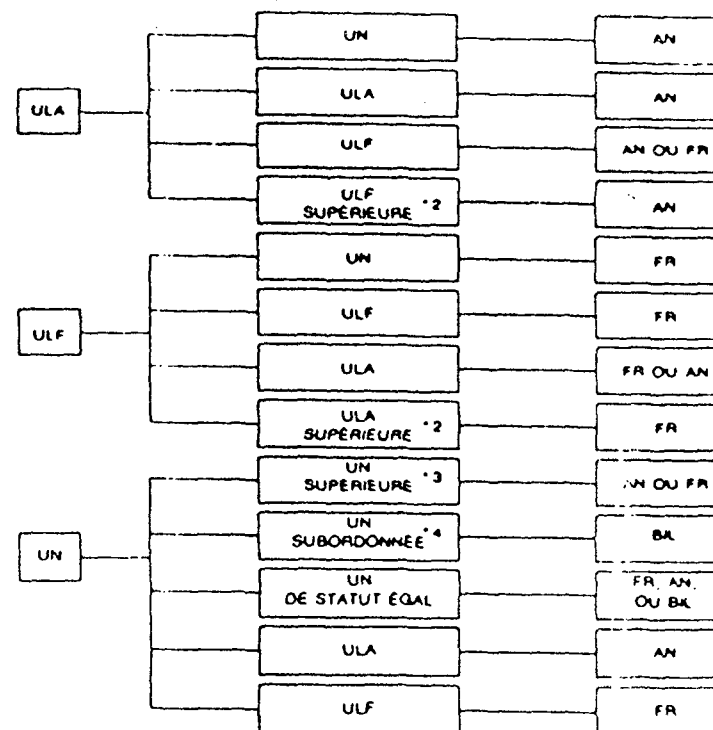 UN
AN
ULA
ULA
AN
ULF
AN OU FR
ULF
SUPÉRIEURE *2
AN
UN
FR
ULF
ULF
FR
ULA
FR OU AN
ULA
SUPÉRIEURE *2
FR
UN
SUPÉRIEURE *3
AN OU FR
UN
UN
SUBORDONNÉE *4
BIL
UN
DE STATUT ÉGAL
FR, AN,
OU BIL
ULA
AN
ULF
FR